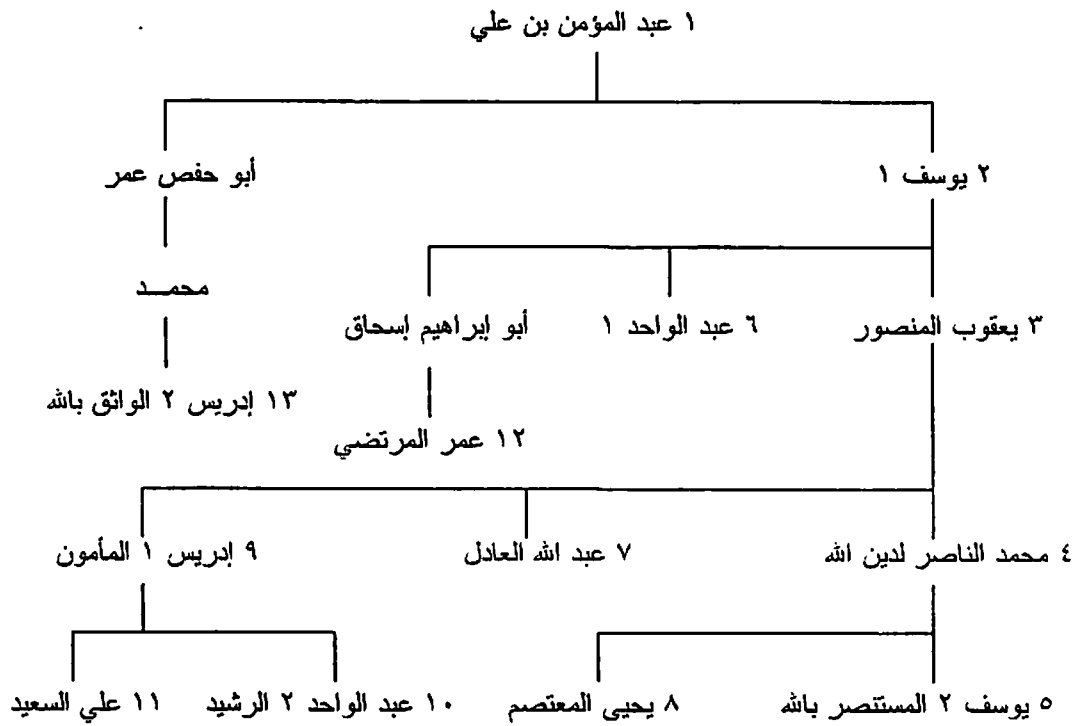 ١ عبد المؤمن بن علي
٢ يوسف ١
أبو حفص عمر
محمـــد
٣ يعقوب المنصور
٦ عبد الواحد ١
أبو إبراهيم إسحاق
١٣ إدريس ٢ الواثق بالله
١٢ عمر المرتضي
٤ محمد الناصر لدين الله
٧ عبد الله العادل
٩ إدريس ١ المأمون
٥ يوسف ٢ المستنصر بالله
٨ يحيى المعتصم
١٠ عبد الواحد ٢ الرشيد
١١ علي السعيد